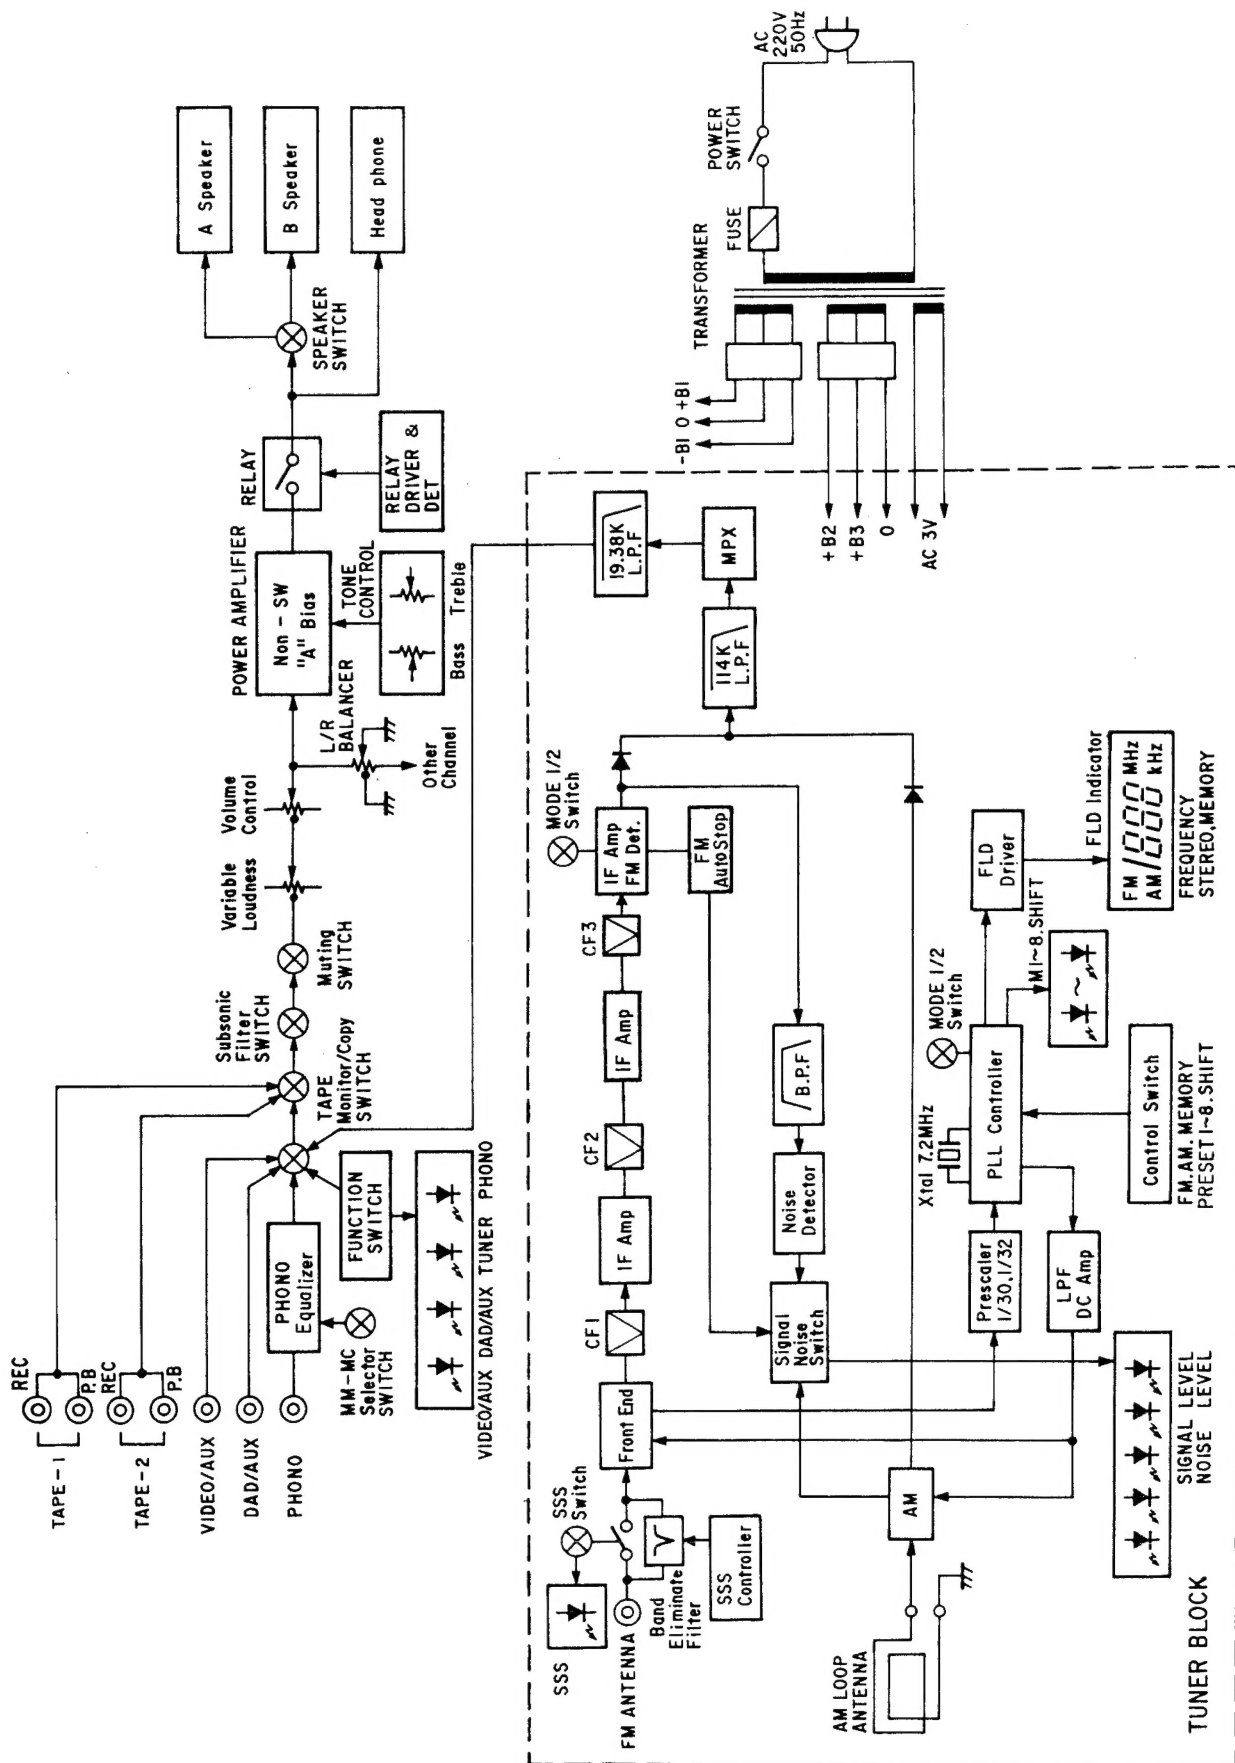 TAPE-1
REC
P.B
TAPE-2
REC
P.B
VIDEO/AUX
DAD/AUX
PHONO
MM-MC
Selector
SWITCH
PHONO
Equalizer
FUNCTION
SWITCH
VIDEO/AUX DAD/AUX TUNER PHONO
TAPE
Monitor/Copy
SWITCH
Subsonic
Filter
SWITCH
Muting
SWITCH
Variable
Loudness
Volume
Control
L/R
BALANCER
Other
Channel
POWER AMPLIFIER
Non-SW
"A" Bias
TONE
CONTROL
Bass
Treble
RELAY
RELAY
DRIVER &
DET
SPEAKER
SWITCH
A Speaker
B Speaker
Head phone
AC
220V
50Hz
POWER
SWITCH
FUSE
TRANSFORMER
-B1 0 +B1
+B2
+B3
0
AC 3V
SSS
SSS
Switch
FM ANTENNA
Band
Eliminate
Filter
SSS
Controller
Front End
CF1
IF Amp
CF2
IF Amp
CF3
IF Amp
FM Det.
MODE 1/2
Switch
FM
AutoStop
B.P.F
Noise
Detector
Signal
Noise
Switch
114K
L.P.F
MPX
19.38K
L.P.F
AM LOOP
ANTENNA
AM
Prescaler
1/30.1/32
LPF
DC Amp
Xtal 7.2MHz
PLL Controller
MODE 1/2
Switch
Control Switch
FM.AM.MEMORY
PRESET1~8.SHIFT
M1~8.SHIFT
~
FLD
Driver
FLD Indicator
FM 1000 MHz
AM 1000 kHz
FREQUENCY
STEREO,MEMORY
SIGNAL LEVEL
NOISE LEVEL
TUNER BLOCK